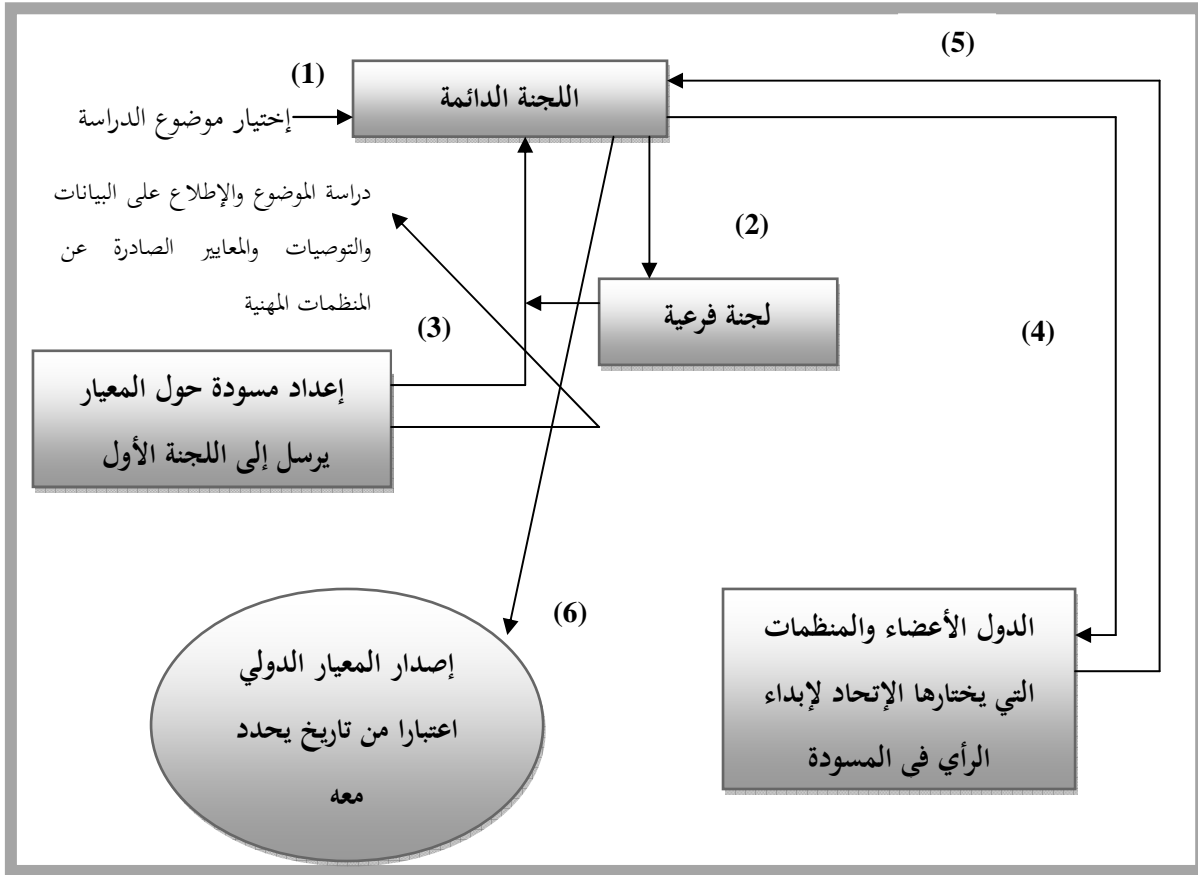 (5)
(1)
اللجنة الدائمة
إختيار موضوع الدراسة
دراسة الموضوع والإطلاع على البيانات
والتوصيات والمعايير الصادرة عن
المنظمات المهنية
(2)
لجنة فرعية
(3)
(4)
إعداد مسودة حول المعيار
يرسل إلى اللجنة الأول
(6)
إصدار المعيار الدولي
اعتبارا من تاريخ يحدد
معه
الدول الأعضاء والمنظمات
التي يختارها الإتحاد لإبداء
الرأي فى المسودة